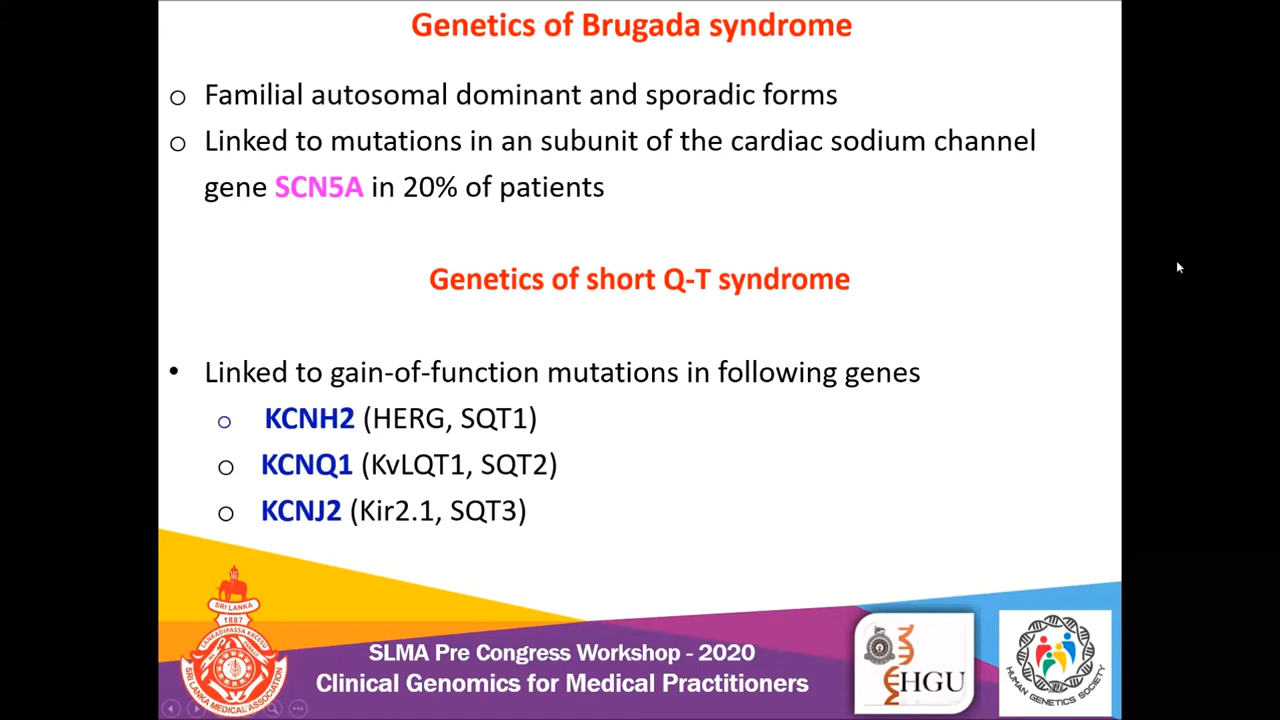 Genetics of Brugada syndrome
o Familial autosomal dominant and sporadic forms
o Linked to mutations in an subunit of the cardiac sodium channel
gene SCN5A in 20% of patients
Genetics of short Q-T syndrome
• Linked to gain-of-function mutations in following genes
o KCNH2 (HERG, SQT1)
o KCNQ1 (KvLQT1, SQT2)
o KCNJ2 (Kir2.1, SQT3)
SRI LANKA
1887
SRI LANKA MEDICAL ASSOCIATION
SLMA Pre Congress Workshop - 2020
Clinical Genomics for Medical Practitioners
HGU
HUMAN GENETICS SOCIETY